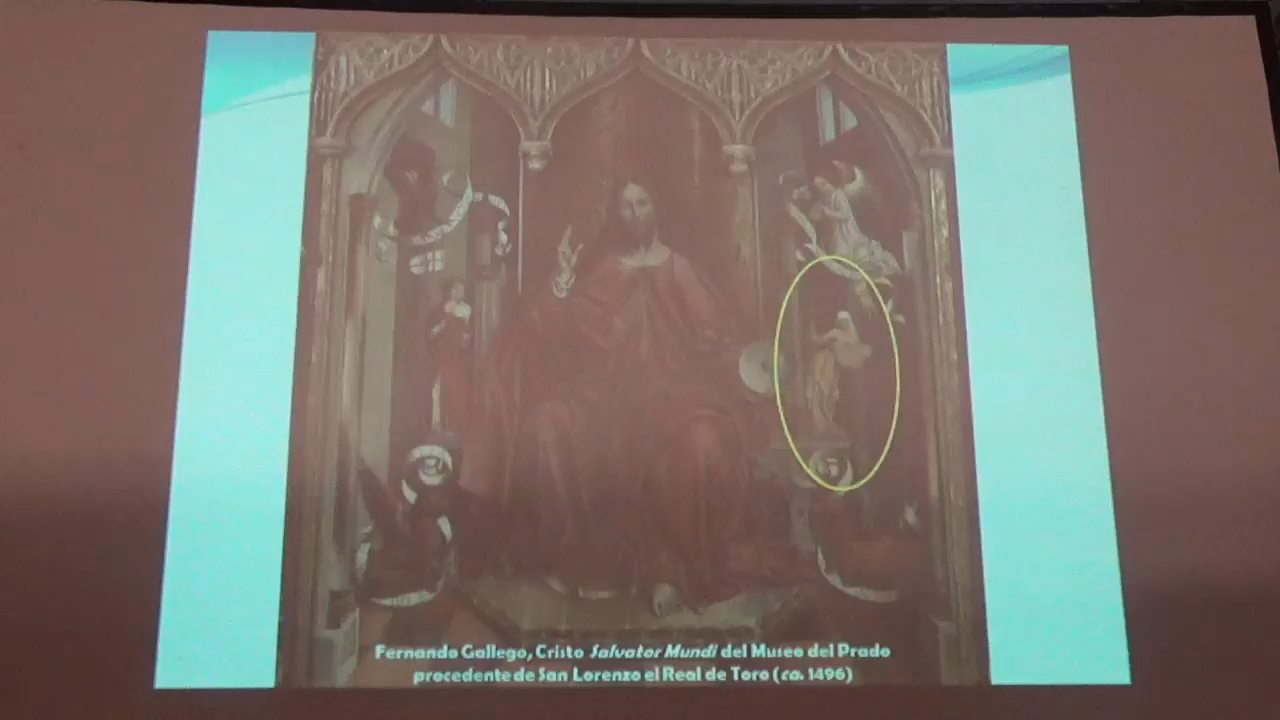 Fernando Gallego, Cristo Salvator Mundi del Museo del Prado
procedente de San Lorenzo el Real de Toro (ca. 1496)